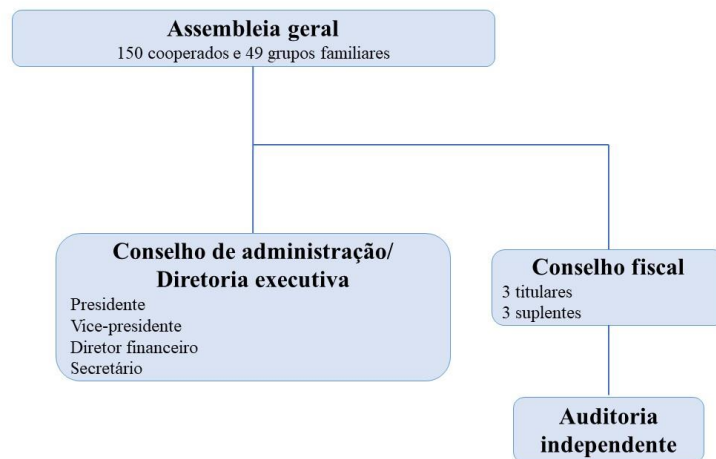 Assembleia geral
150 cooperados e 49 grupos familiares
Conselho de administração/
Diretoria executiva
Presidente
Vice-presidente
Diretor financeiro
Secretário
Conselho fiscal
3 titulares
3 suplentes
Auditoria
independente